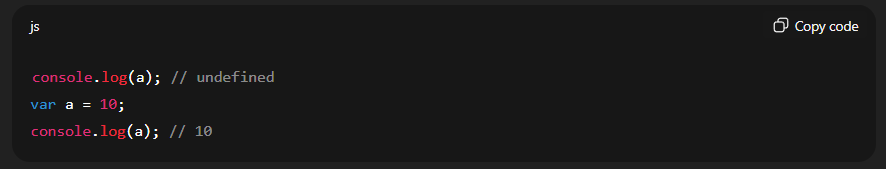 js
Copy code
console.log(a); // undefined
var a = 10;
console.log(a); // 10